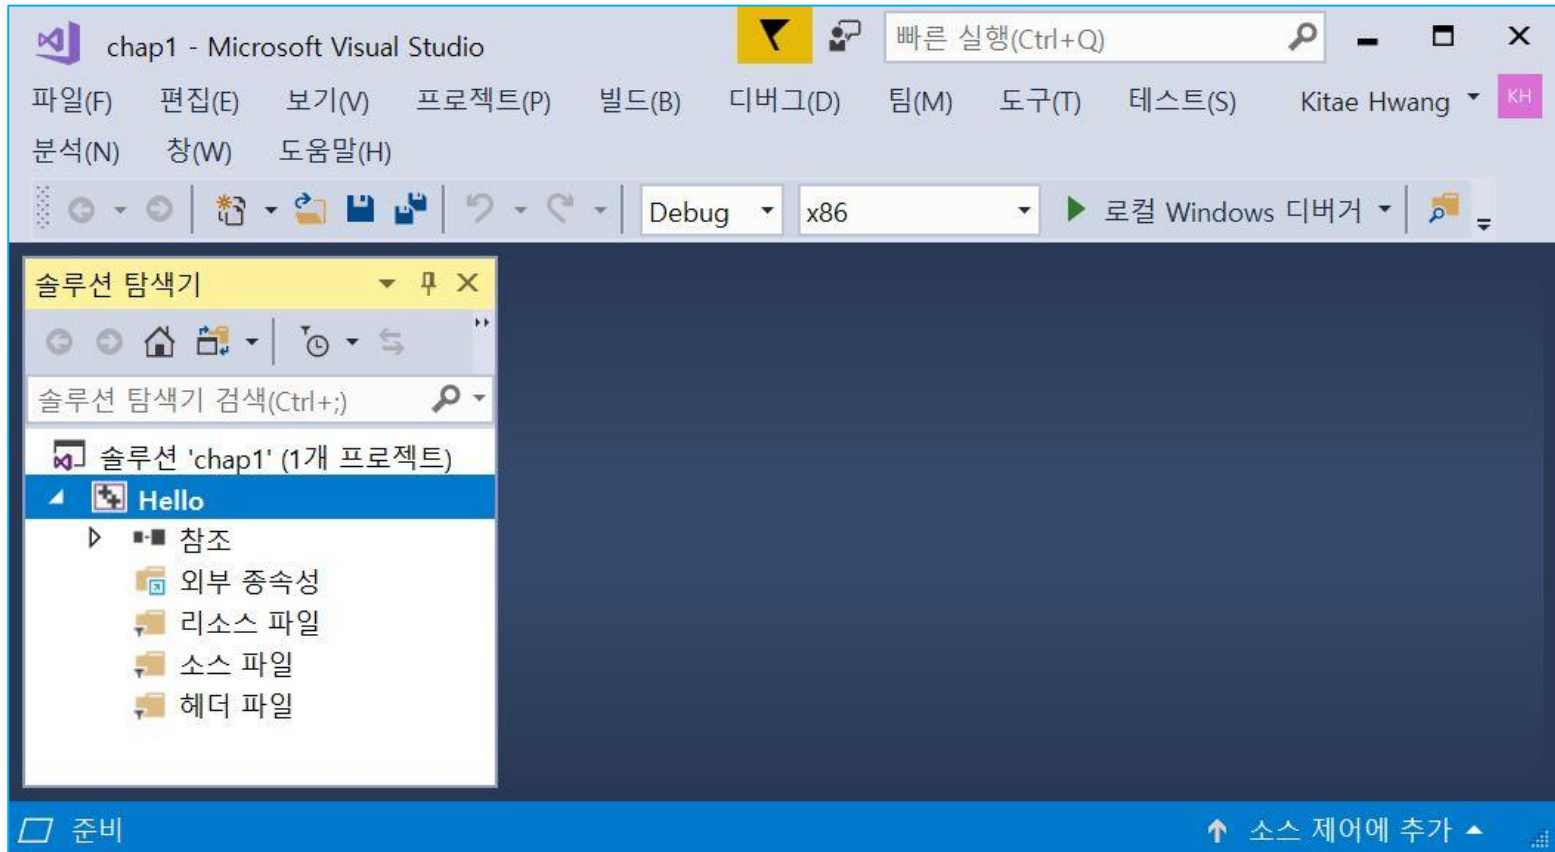 chap1 - Microsoft Visual Studio 빠른 실행(Ctrl+Q)
파일(F) 편집(E) 보기(V) 프로젝트(P) 빌드(B) 디버그(D) 팀(M) 도구(T) 테스트(S) Kitae Hwang KH
분석(N) 창(W) 도움말(H)
Debug x86 로컬 Windows 디버거
솔루션 탐색기
솔루션 탐색기 검색(Ctrl+;)
솔루션 'chap1' (1개 프로젝트)
Hello
참조
외부 종속성
리소스 파일
소스 파일
헤더 파일
준비 소스 제어에 추가